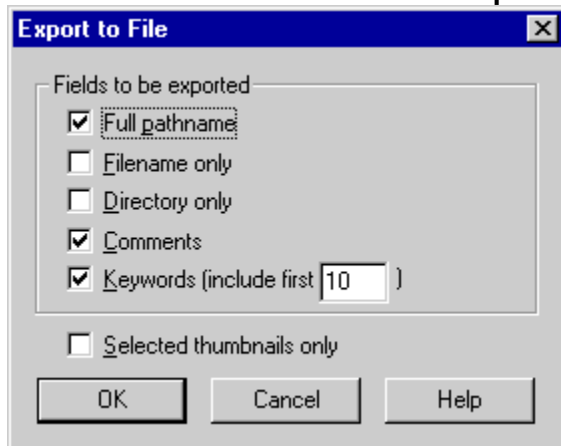 Export to File
Fields to be exported
Full pathname
Filename only
Directory only
Comments
Keywords (include first 10 )
Selected thumbnails only
OK Cancel Help